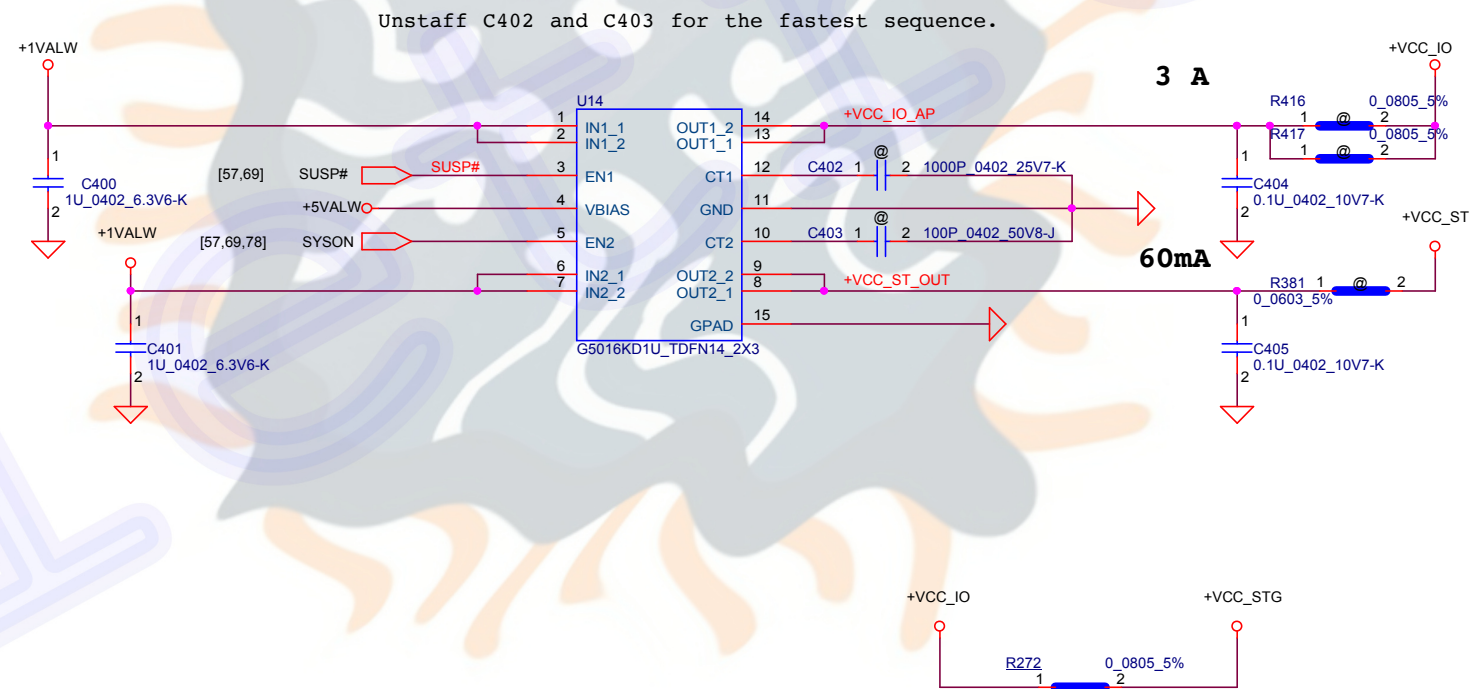 Unstaff C402 and C403 for the fastest sequence.
+1VALW
+VCC_IO
3 A
U14
R416 0_0805_5%
1 @ 2
R417 0_0805_5%
1 @ 2
+VCC_IO_AP
1 IN1_1 OUT1_2 14
2 IN1_2 OUT1_1 13
[57,69] SUSP# SUSP# 3 EN1 CT1 12 C402 1 @ 2 1000P_0402_25V7-K
1
C400
1U_0402_6.3V6-K
2
1
C404
0.1U_0402_10V7-K
2
+5VALW 4 VBIAS GND 11
+VCC_ST
+1VALW
[57,69,78] SYSON 5 EN2 CT2 10 C403 1 @ 2 100P_0402_50V8-J
60mA
6 IN2_1 OUT2_2 9
7 IN2_2 OUT2_1 8
+VCC_ST_OUT
R381 1 @ 2
0_0603_5%
GPAD 15
1
C401
1U_0402_6.3V6-K
2
G5016KD1U_TDFN14_2X3
1
C405
0.1U_0402_10V7-K
2
+VCC_IO
+VCC_STG
R272 0_0805_5%
1 2